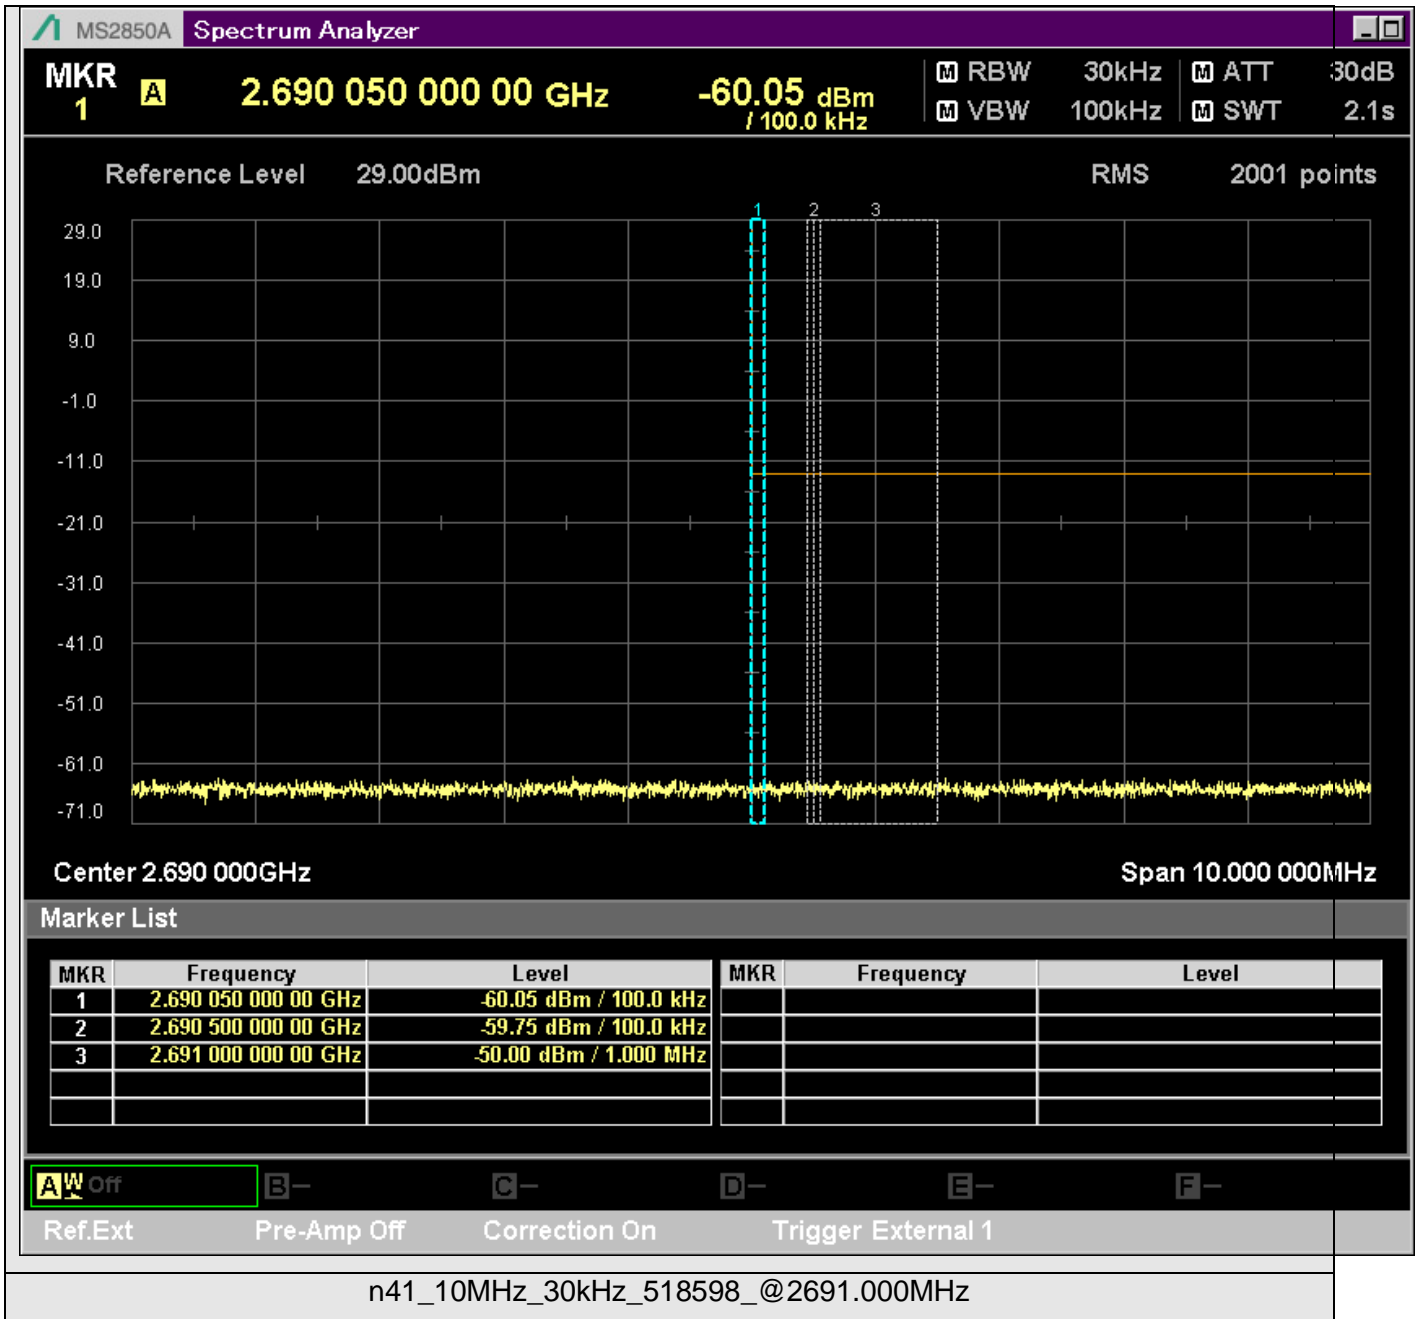 MS2850A Spectrum Analyzer
MKR 1 A 2.690 050 000 00 GHz -60.05 dBm / 100.0 kHz
M RBW 30kHz M ATT 30dB
M VBW 100kHz M SWT 2.1s
Reference Level 29.00dBm RMS 2001 points
1 2 3
29.0
19.0
9.0
-1.0
-11.0
-21.0
-31.0
-41.0
-51.0
-61.0
-71.0
Center 2.690 000GHz Span 10.000 000MHz
Marker List
MKR Frequency Level MKR Frequency Level
1 2.690 050 000 00 GHz -60.05 dBm / 100.0 kHz
2 2.690 500 000 00 GHz -59.75 dBm / 100.0 kHz
3 2.691 000 000 00 GHz -50.00 dBm / 1.000 MHz
A W Off B - C - D - E - F -
Ref.Ext Pre-Amp Off Correction On Trigger External 1
n41_10MHz_30kHz_518598_@2691.000MHz